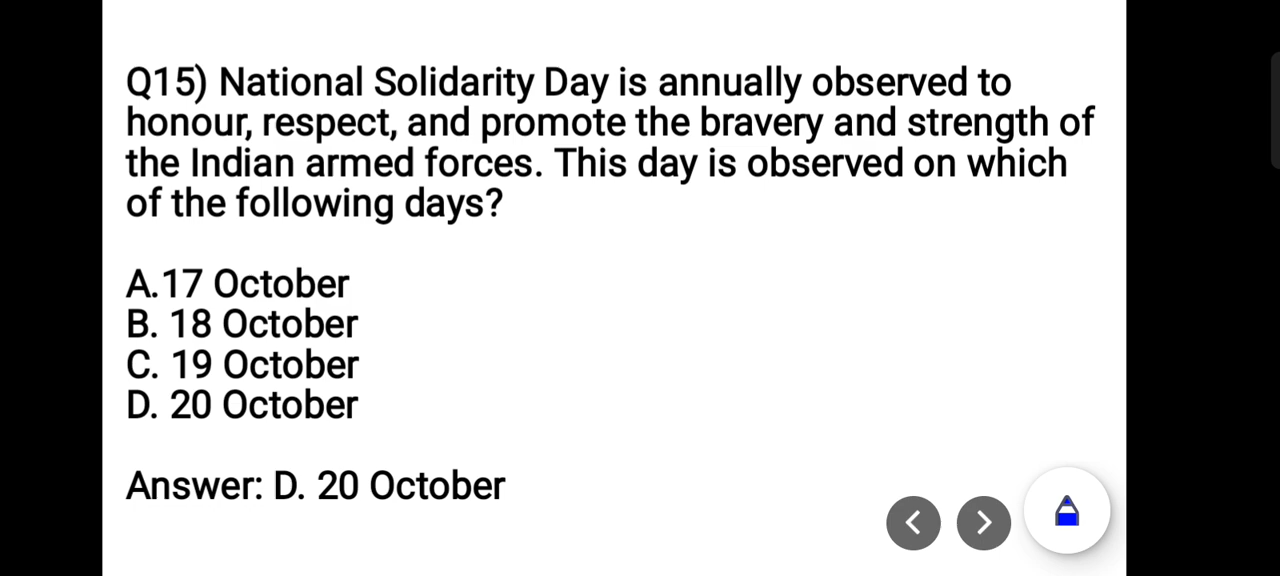 Q15) National Solidarity Day is annually observed to
honour, respect, and promote the bravery and strength of
the Indian armed forces. This day is observed on which
of the following days?
A.17 October
B. 18 October
C. 19 October
D. 20 October
Answer: D. 20 October